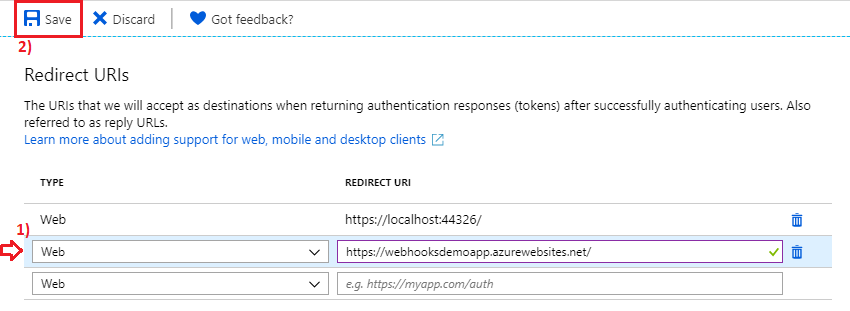 Save Discard Got feedback?
2)
Redirect URIs
The URIs that we will accept as destinations when returning authentication responses (tokens) after successfully authenticating users. Also
referred to as reply URLs.
Learn more about adding support for web, mobile and desktop clients
TYPE REDIRECT URI
Web https://localhost:44326/
1)
Web https://webhooksdemoapp.azurewebsites.net/
Web e.g. https://myapp.com/auth